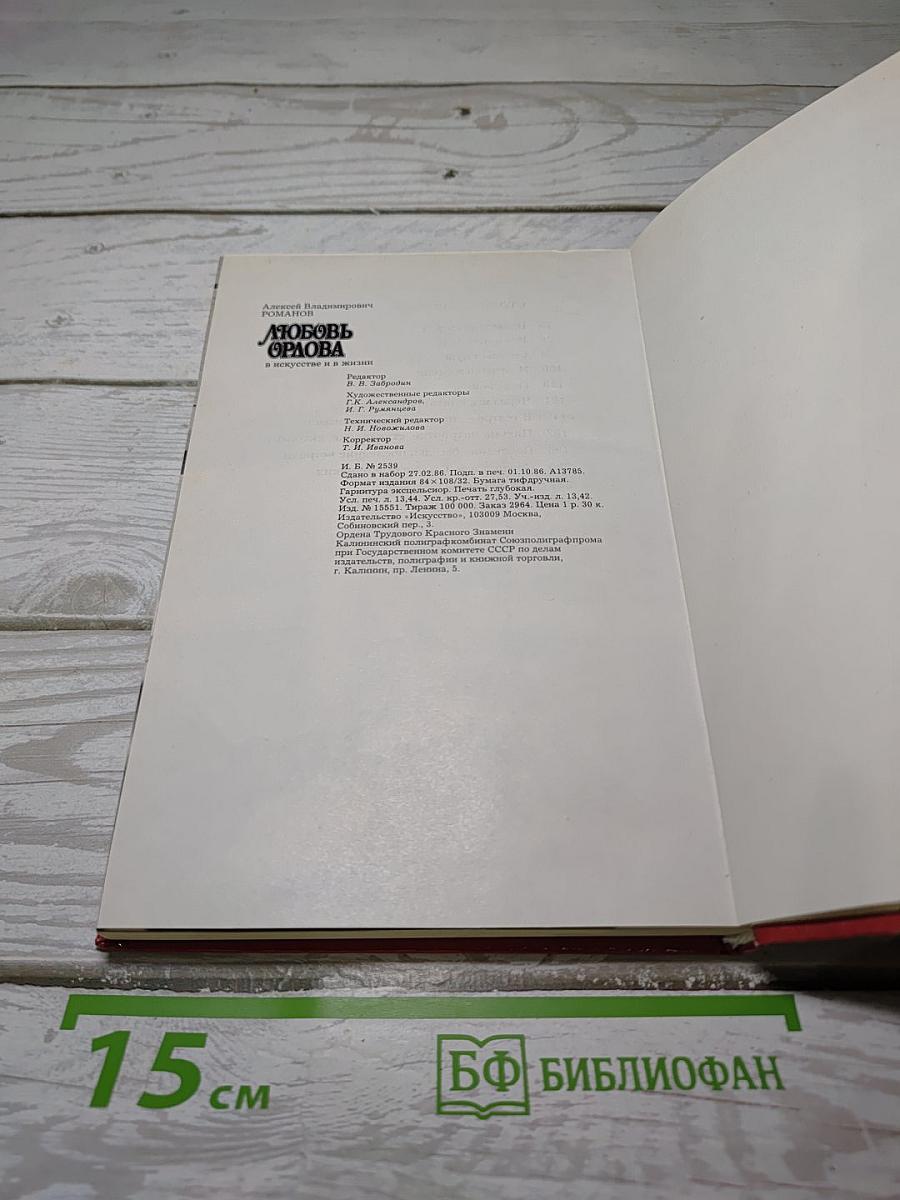 Алексей Владимирович
РОМАНОВ
ЛЮБОВЬ
ОРЛОВА
в искусстве и в жизни
Редактор
В. В. Забродин
Художественные редакторы
Г.К. Александров,
И. Г. Румянцева
Технический редактор
Н. И. Новожилова
Корректор
Т. И. Иванова
И. Б. № 2539
Сдано в набор 27.02.86. Подп. в печ. 01.10.86. А13785.
Формат издания 84×108/32. Бумага тифдручная.
Гарнитура эксцельсиор. Печать глубокая.
Усл. печ. л. 13,44. Усл. кр.-отт. 27,53. Уч.-изд. л. 13,42.
Изд. № 15551. Тираж 100 000. Заказ 2964. Цена 1 р. 30 к.
Издательство «Искусство», 103009 Москва,
Собиновский пер., 3.
Ордена Трудового Красного Знамени
Калининский полиграфкомбинат Союзполиграфпрома
при Государственном комитете СССР по делам
издательств, полиграфии и книжной торговли,
г. Калинин, пр. Ленина, 5.
15 см
БФ БИБЛИОФАН